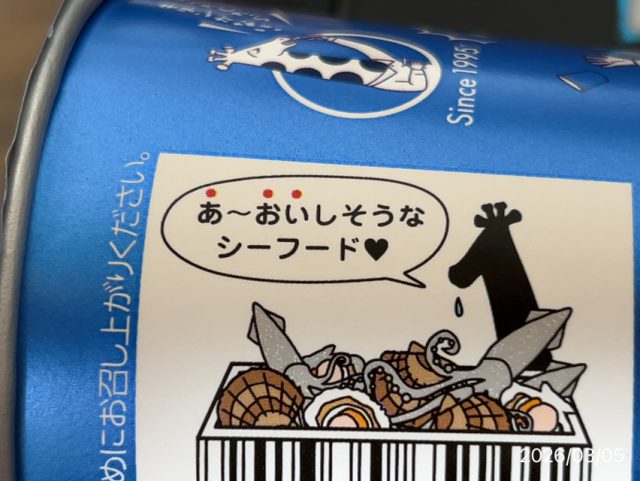 Since 1995
あ～おいしそうな
シーフード♥
めにお召し上がりください。
2026/03/05